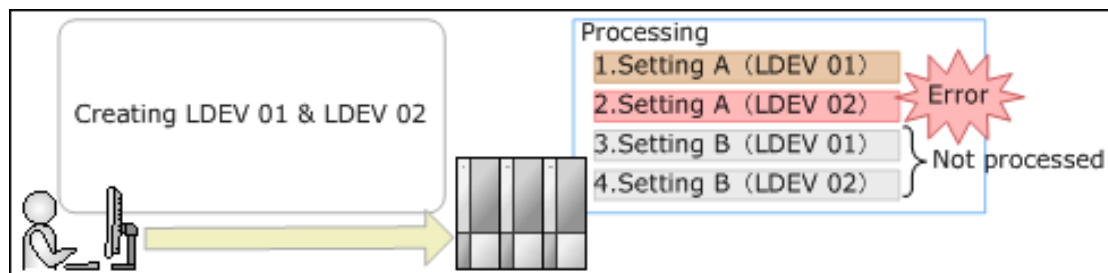 Creating LDEV 01 & LDEV 02
Processing
1.Setting A（LDEV 01）
2.Setting A（LDEV 02）
Error
3.Setting B（LDEV 01）
4.Setting B（LDEV 02）
Not processed